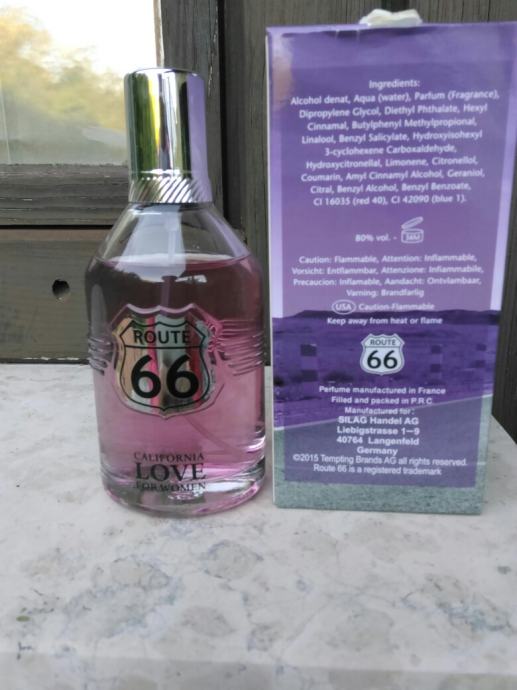 ROUTE
66
CALIFORNIA
LOVE
FOR WOMEN
Ingredients:
Alcohol denat, Aqua (water), Parfum (Fragrance),
Dipropylene Glycol, Diethyl Phthalate, Hexyl
Cinnamal, Butylphenyl Methylpropional,
Linalool, Benzyl Salicylate, Hydroxyisohexyl
3-cyclohexene Carboxaldehyde,
Hydroxycitronellal, Limonene, Citronellol,
Coumarin, Amyl Cinnamyl Alcohol, Geraniol,
Citral, Benzyl Alcohol, Benzyl Benzoate,
CI 16035 (red 40), CI 42090 (blue 1).
80% vol. - 36M
Caution: Flammable, Attention: Inflammable,
Vorsicht: Entflammbar, Attenzione: Inflammabile,
Precaucion: Inflamable, Aandacht: Ontvlambaar,
Varning: Brandfarlig
USA Caution-Flammable
Keep away from heat or flame
ROUTE
66
Parfume manufactured in France
Filled and packed in P.R.C.
Manufactured for:
SILAG Handel AG
Liebigstrasse 1-9
40764 Langenfeld
Germany
©2015 Tempting Brands AG all rights reserved.
Route 66 is a registered trademark